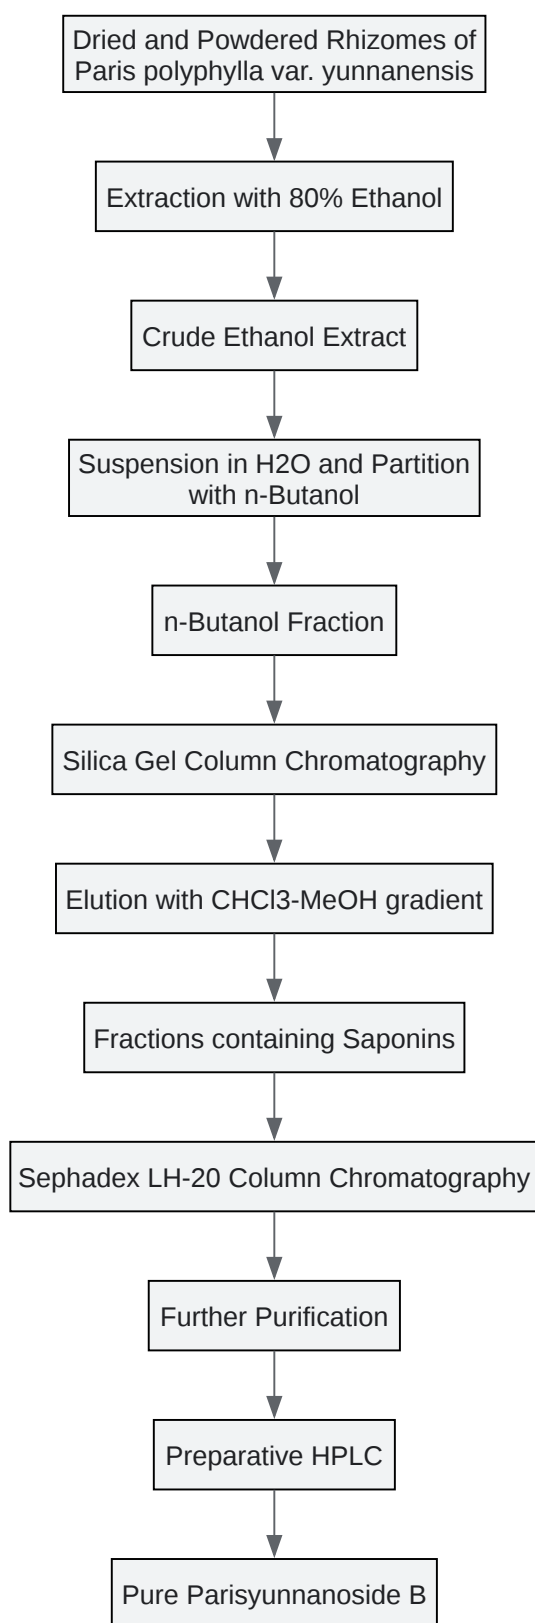 Dried and Powdered Rhizomes of
Paris polyphylla var. yunnanensis
Extraction with 80% Ethanol
Crude Ethanol Extract
Suspension in H2O and Partition
with n-Butanol
n-Butanol Fraction
Silica Gel Column Chromatography
Elution with CHCl3-MeOH gradient
Fractions containing Saponins
Sephadex LH-20 Column Chromatography
Further Purification
Preparative HPLC
Pure Parisyunnanoside B